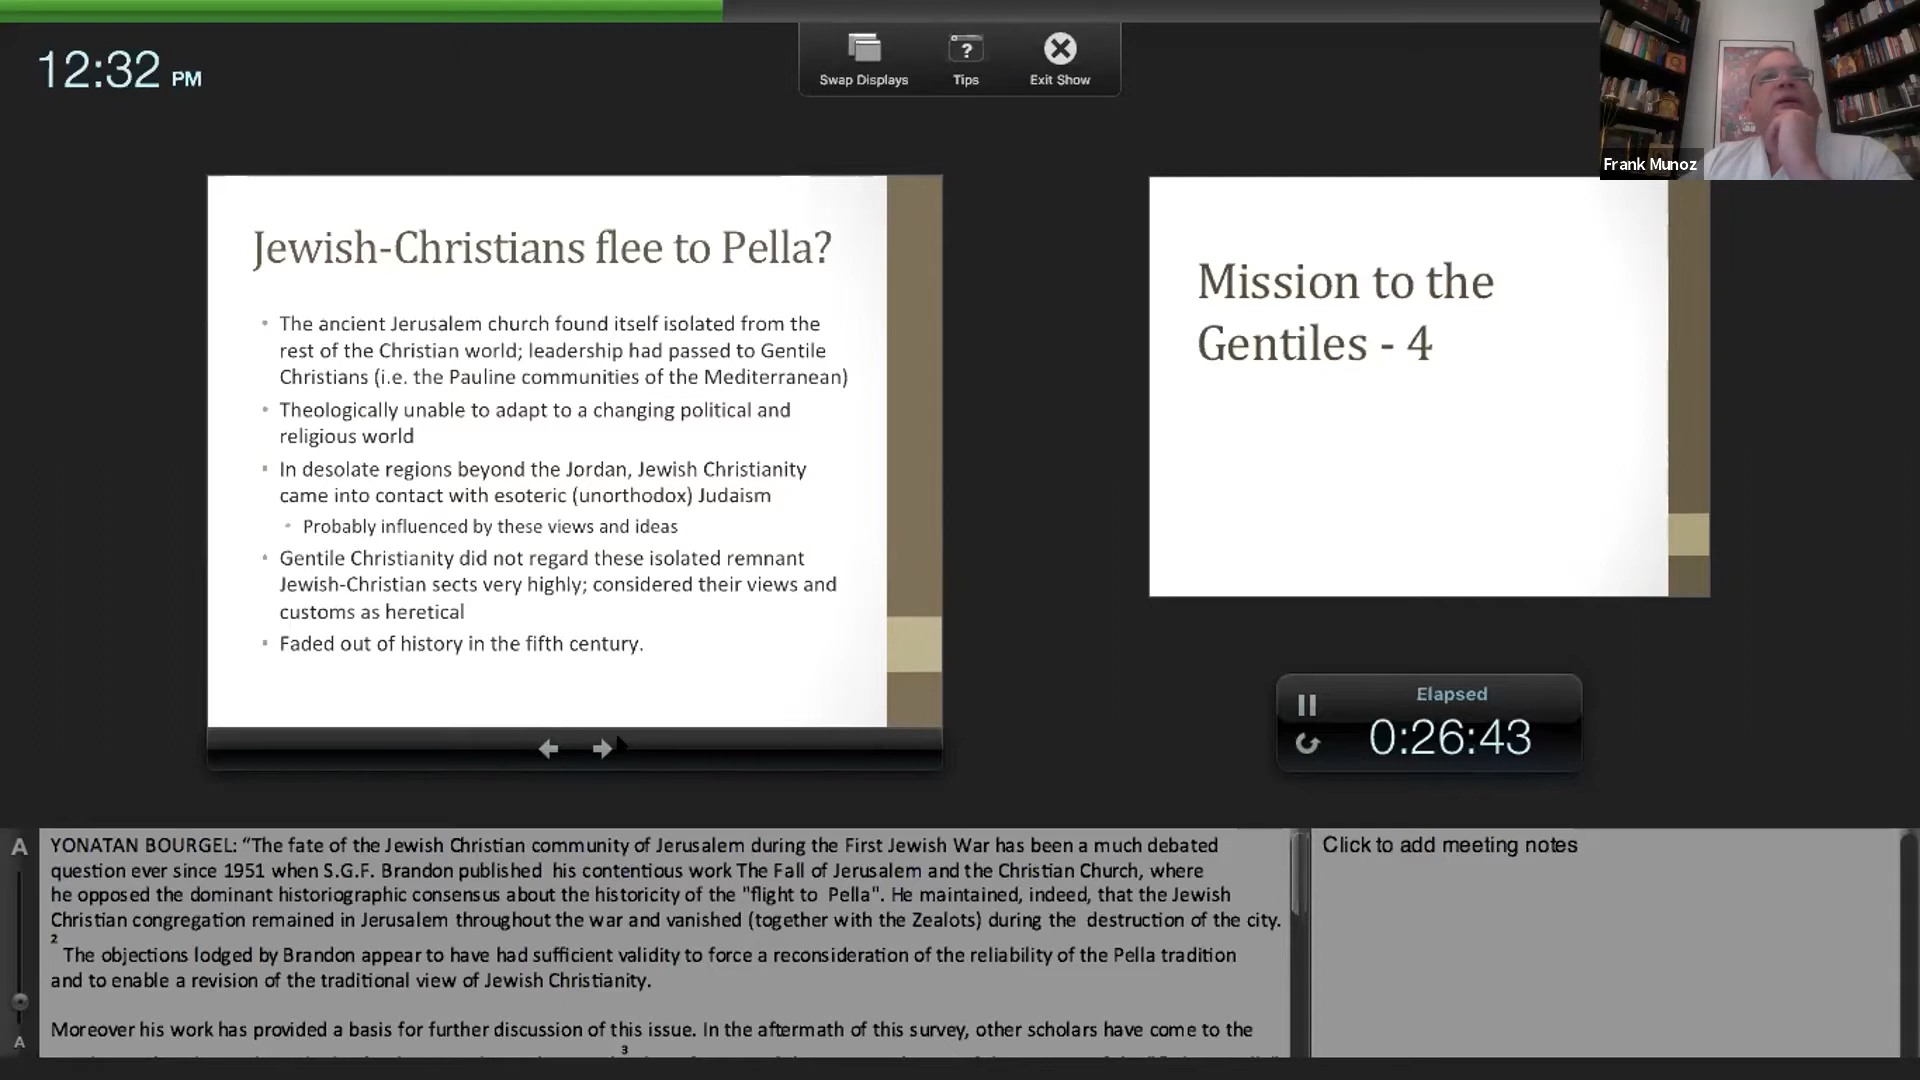 12:32 PM
Swap Displays
Tips
Exit Show
Frank Munoz
Jewish-Christians flee to Pella?
The ancient Jerusalem church found itself isolated from the
rest of the Christian world; leadership had passed to Gentile
Christians (i.e. the Pauline communities of the Mediterranean)
Theologically unable to adapt to a changing political and
religious world
In desolate regions beyond the Jordan, Jewish Christianity
came into contact with esoteric (unorthodox) Judaism
Probably influenced by these views and ideas
Gentile Christianity did not regard these isolated remnant
Jewish-Christian sects very highly; considered their views and
customs as heretical
Faded out of history in the fifth century.
Mission to the
Gentiles - 4
Elapsed
0:26:43
A
A
YONATAN BOURGEL: “The fate of the Jewish Christian community of Jerusalem during the First Jewish War has been a much debated
question ever since 1951 when S.G.F. Brandon published his contentious work The Fall of Jerusalem and the Christian Church, where
he opposed the dominant historiographic consensus about the historicity of the "flight to Pella". He maintained, indeed, that the Jewish
Christian congregation remained in Jerusalem throughout the war and vanished (together with the Zealots) during the destruction of the city.
2
The objections lodged by Brandon appear to have had sufficient validity to force a reconsideration of the reliability of the Pella tradition
and to enable a revision of the traditional view of Jewish Christianity.
Moreover his work has provided a basis for further discussion of this issue. In the aftermath of this survey, other scholars have come to the
3
Click to add meeting notes